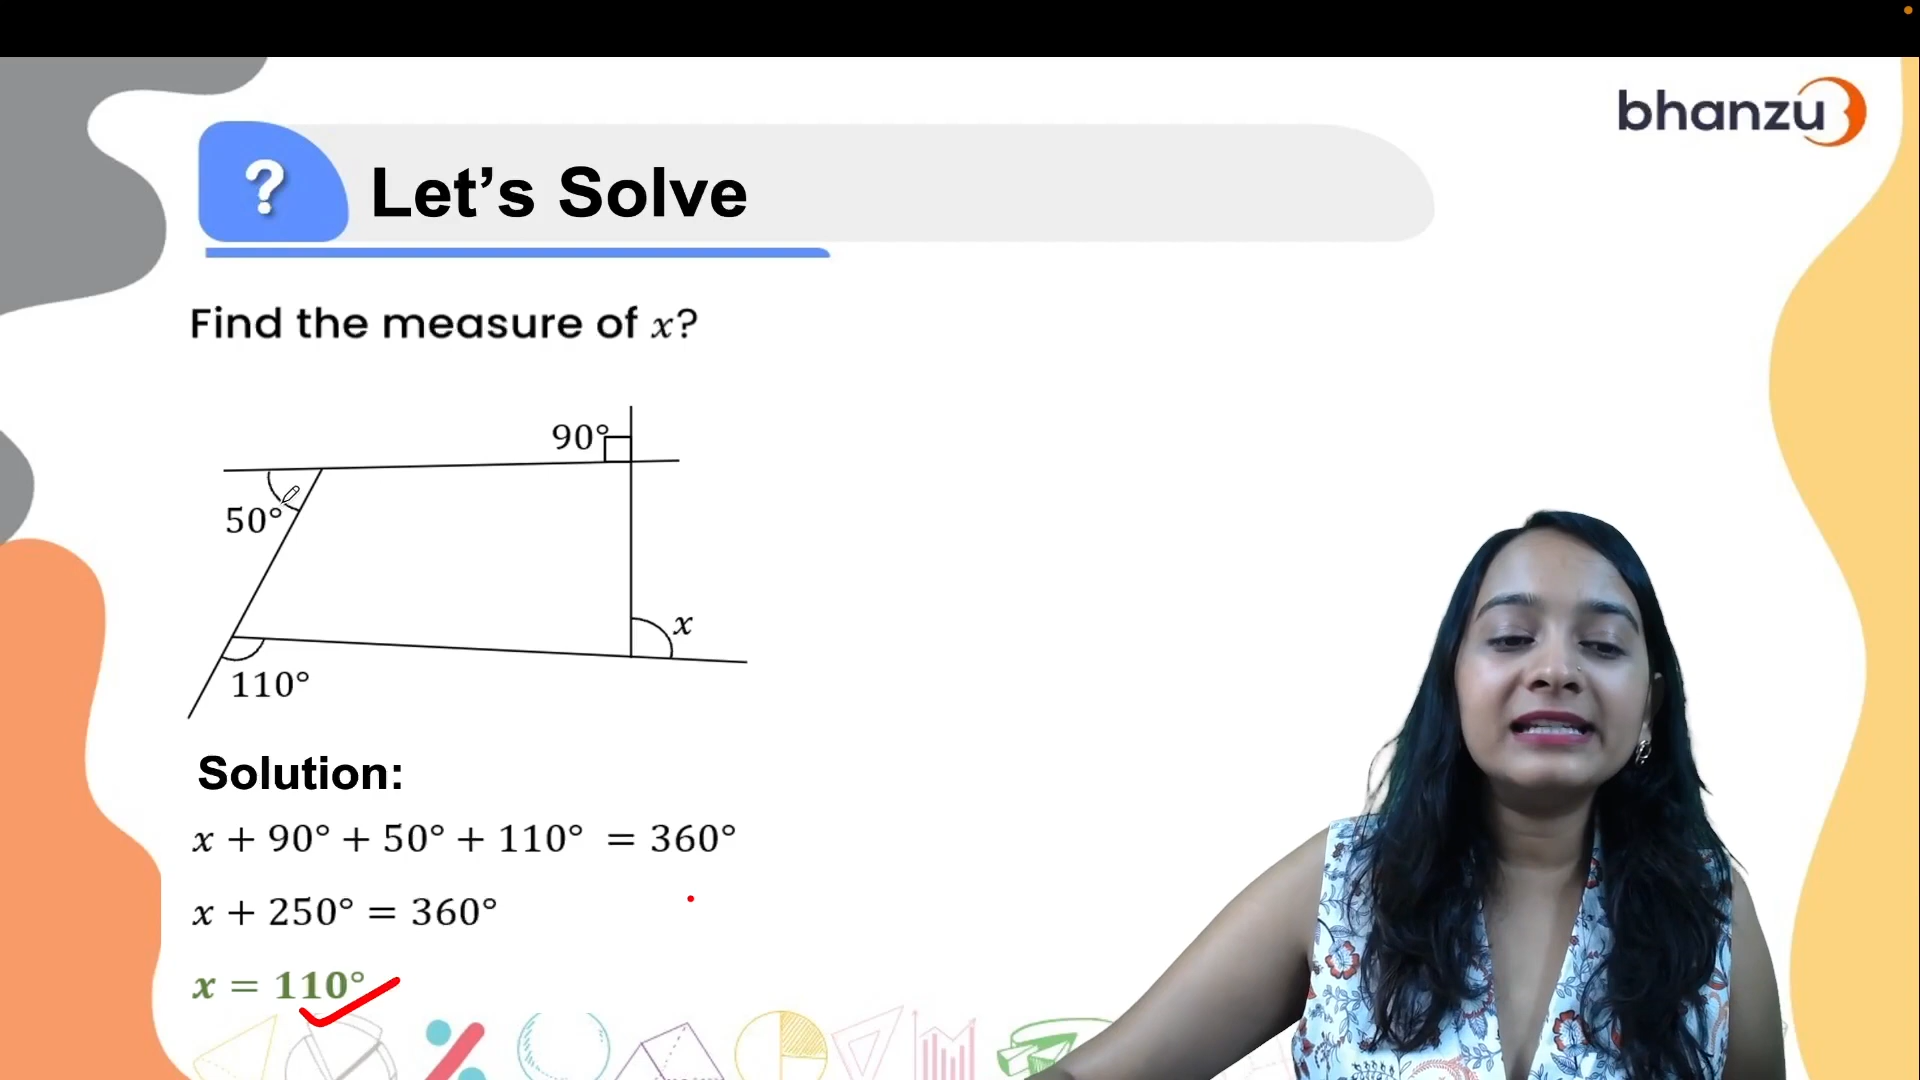 bhanzu
?
Let’s Solve
Find the measure of x?
90°
50°
x
110°
Solution:
x + 90° + 50° + 110° = 360°
x + 250° = 360°
x = 110°